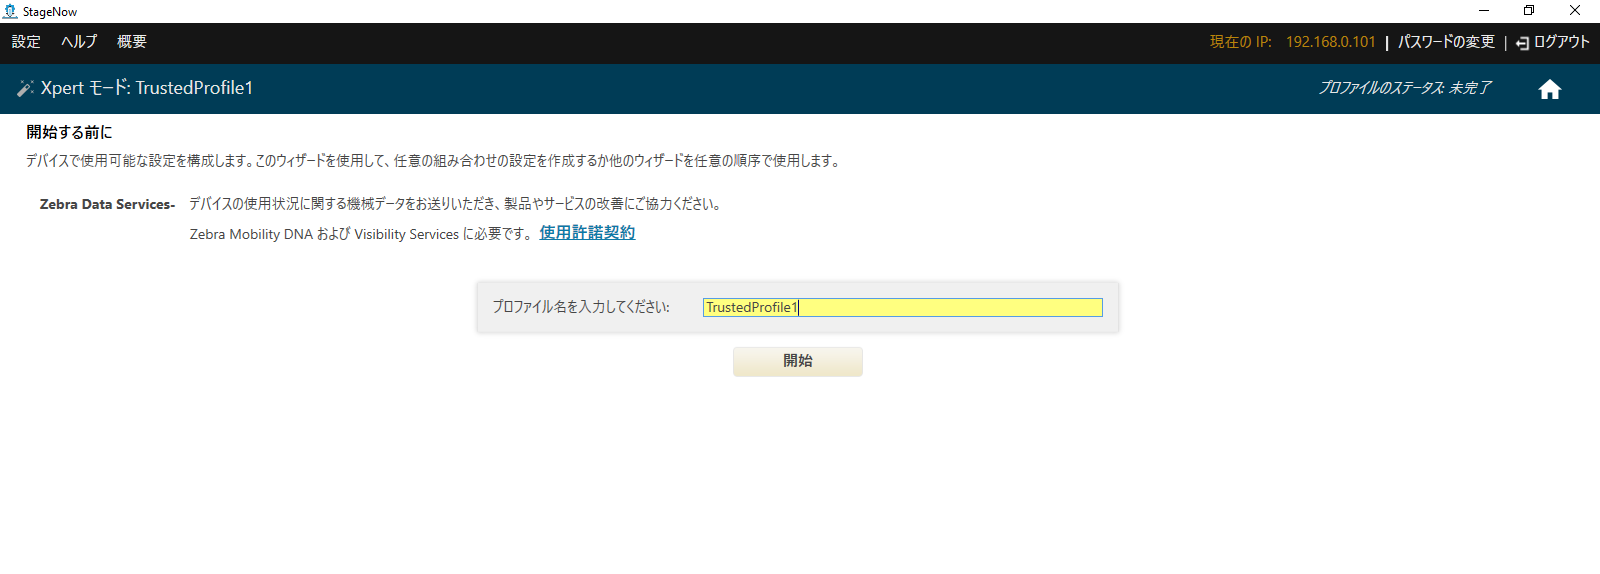 StageNow
設定 ヘルプ 概要 現在の IP: 192.168.0.101 | パスワードの変更 | ログアウト
Xpert モード: TrustedProfile1 プロファイルのステータス: 未完了
開始する前に
デバイスで使用可能な設定を構成します。このウィザードを使用して、任意の組み合わせの設定を作成するか他のウィザードを任意の順序で使用します。
Zebra Data Services- デバイスの使用状況に関する機械データをお送りいただき、製品やサービスの改善にご協力ください。
Zebra Mobility DNA および Visibility Services に必要です。 使用許諾契約
プロファイル名を入力してください: TrustedProfile1
開始